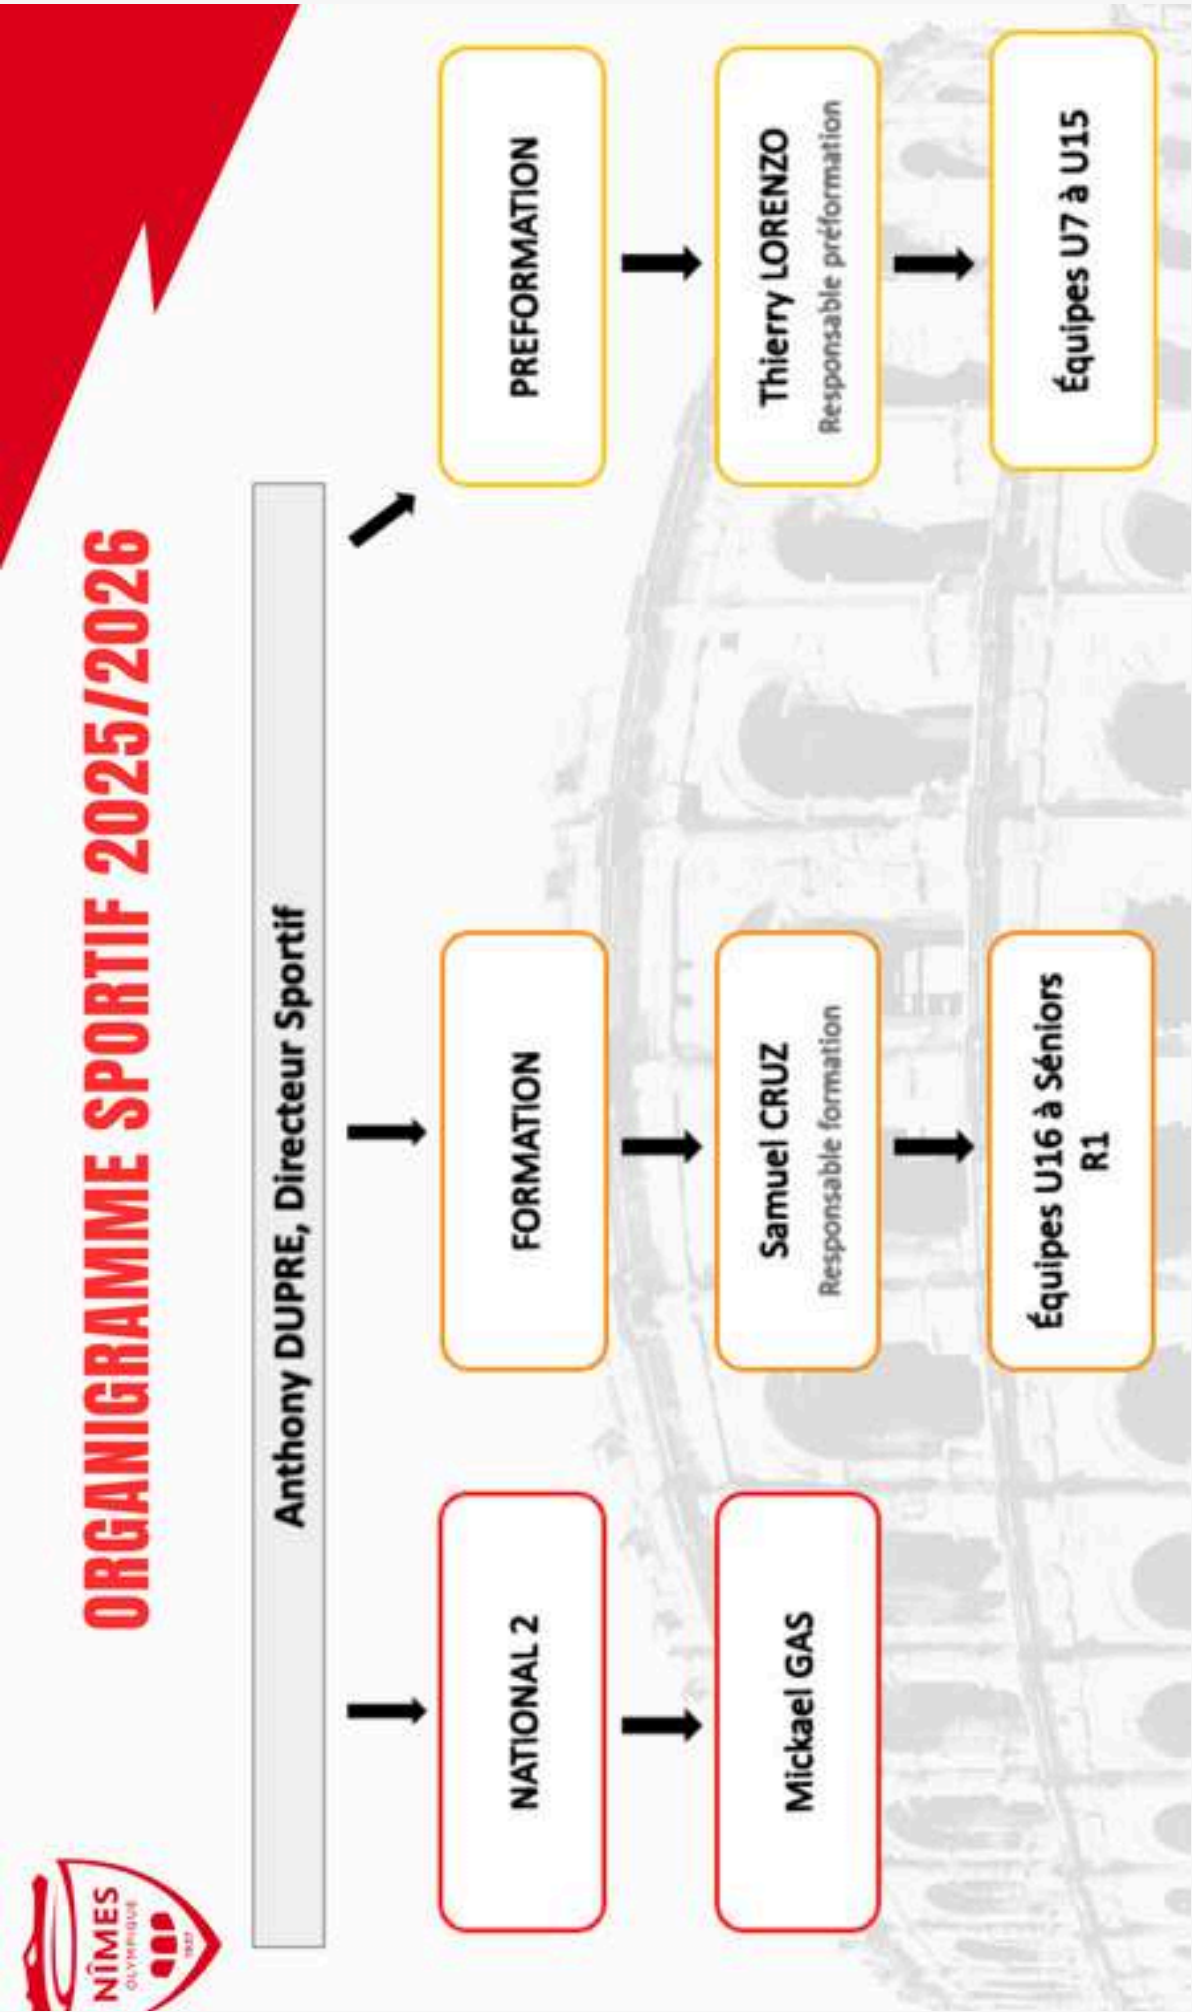 NÎMES
OLYMPIQUE
1937
ORGANIGRAMME SPORTIF 2025/2026
Anthony DUPRE, Directeur Sportif
NATIONAL 2
Mickael GAS
FORMATION
Samuel CRUZ
Responsable formation
Équipes U16 à Séniors
R1
PREFORMATION
Thierry LORENZO
Responsable préformation
Équipes U7 à U15